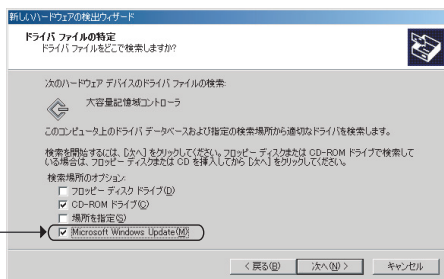 新しいハードウェアの検出ウィザード
ドライバ ファイルの特定
ドライバ ファイルをどこで検索しますか?
次のハードウェア デバイスのドライバ ファイルの検索:
大容量記憶域コントローラ
このコンピュータ上のドライバ データベースおよび指定の検索場所から適切なドライバを検索します。
検索を開始するには、[次へ] をクリックしてください。フロッピー ディスクまたは CD-ROM ドライブで検索して
いる場合は、フロッピー ディスクまたは CD を挿入してから [次へ] をクリックしてください。
検索場所のオプション:
フロッピー ディスク ドライブ(D)
CD-ROM ドライブ(C)
場所を指定(S)
Microsoft Windows Update(M)
< 戻る(B)
次へ(N) >
キャンセル